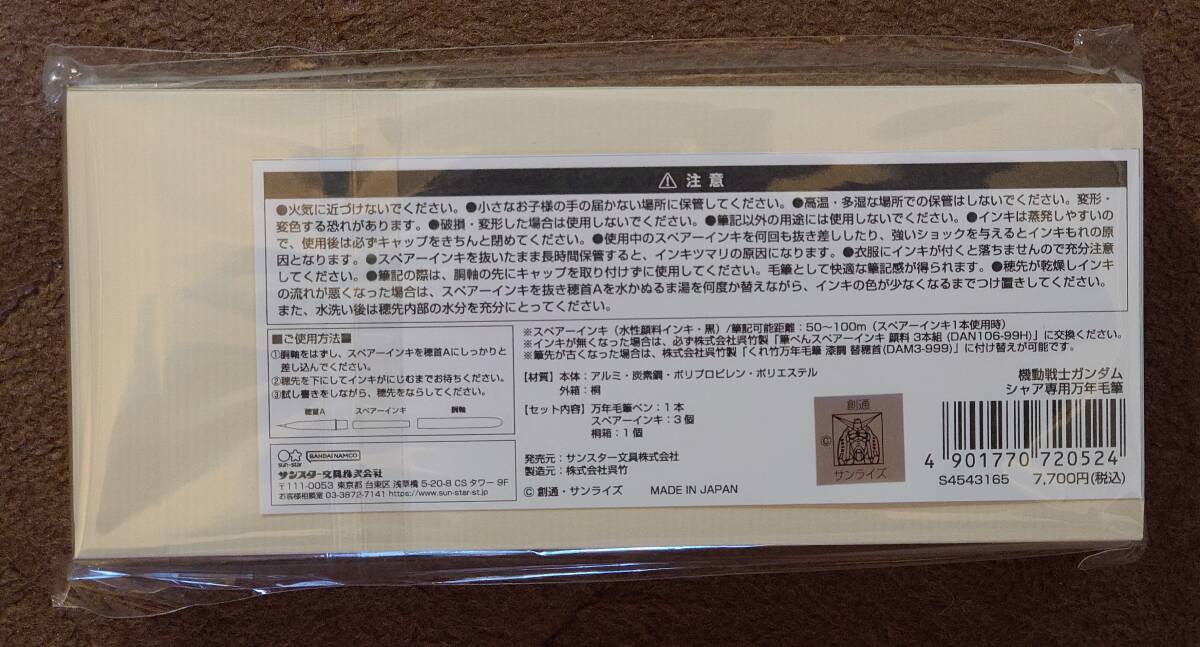 ⚠ 注意
●火気に近づけないでください。●小さなお子様の手の届かない場所に保管してください。●高温・多湿な場所での保管はしないでください。変形・
変色する恐れがあります。●破損・変形した場合は使用しないでください。●筆記以外の用途には使用しないでください。●インキは蒸発しやすいの
で、使用後は必ずキャップをきちんと閉めてください。●使用中のスペアーインキを何回も抜き差ししたり、強いショックを与えるとインキもれの原
因となります。●スペアーインキを抜いたまま長時間保管すると、インキツマリの原因になります。●衣服にインキが付くと落ちませんので充分注意
してください。●筆記の際は、胴軸の先にキャップを取り付けずに使用してください。毛筆として快適な筆記感が得られます。●穂先が乾燥しインキ
の流れが悪くなった場合は、スペアーインキを抜き穂首Aを水かぬるま湯を何度か替えながら、インキの色が少なくなるまでつけ置きしてください。
また、水洗い後は穂先内部の水分を充分にとってください。
■ご使用方法■
①胴軸をはずし、スペアーインキを穂首Aにしっかりと
差し込んでください。
②穂先を下にしてインキがにじむまでお待ちください。
③試し書きをしながら、穂先をならしてください。
穂首A スペアーインキ 胴軸
sun-star BANDAI NAMCO
サンスター文具株式会社
〒111-0053 東京都 台東区 浅草橋 5-20-8 CS タワー 9F
お客様相談室 03-3872-7141 https://www.sun-star-st.jp
※スペアーインキ（水性顔料インキ・黒）/筆記可能距離：50〜100m（スペアーインキ1本使用時）
※インキが無くなった場合は、必ず株式会社呉竹製「筆ぺんスペアーインキ 顔料 3本組 (DAN106-99H)」に交換ください。
※筆先が古くなった場合は、株式会社呉竹製「くれ竹万年毛筆 漆調 替穂首(DAM3-999)」に付け替えが可能です。
【材質】本体：アルミ・炭素鋼・ポリプロピレン・ポリエステル
外箱：桐
【セット内容】万年毛筆ペン：1本
スペアーインキ：3個
桐箱：1個
発売元：サンスター文具株式会社
製造元：株式会社呉竹
© 創通・サンライズ MADE IN JAPAN
創通
©
サンライズ
機動戦士ガンダム
シャア専用万年毛筆
4 901770 720524
S4543165 7,700円(税込)